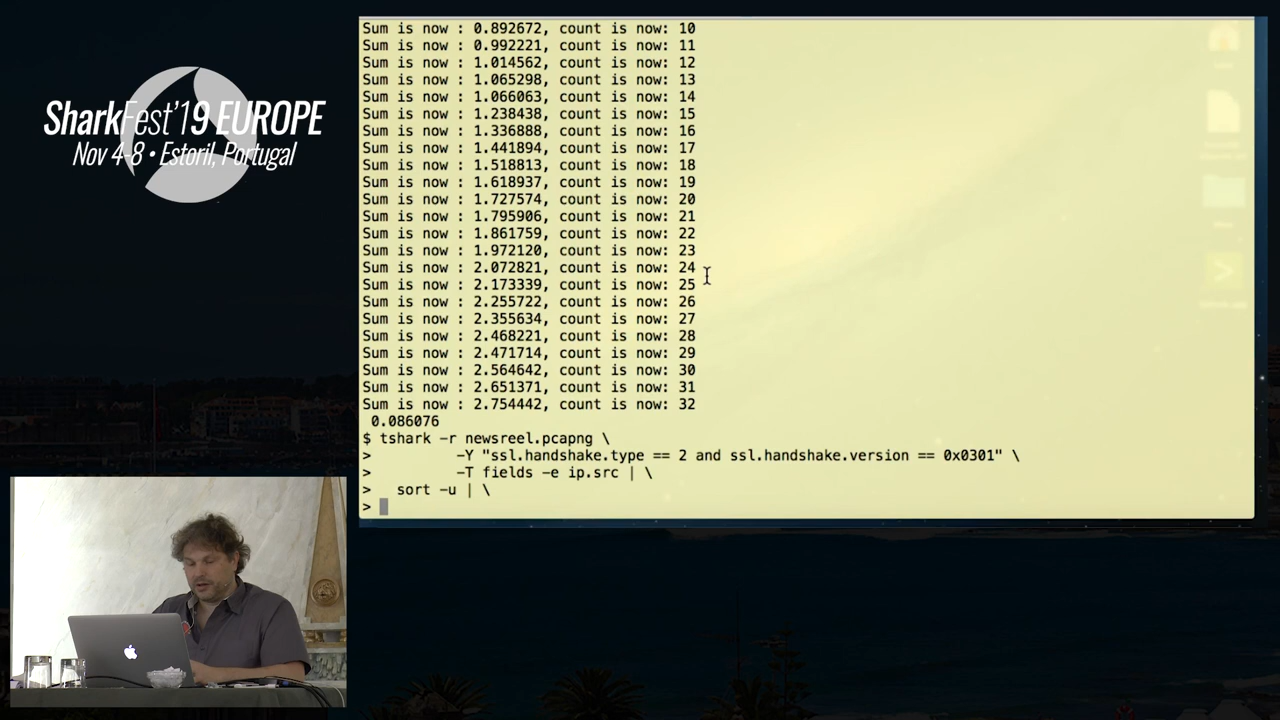 SharkFest'19 EUROPE
Nov 4-8 • Estoril, Portugal
Sum is now : 0.892672, count is now: 10
Sum is now : 0.992221, count is now: 11
Sum is now : 1.014562, count is now: 12
Sum is now : 1.065298, count is now: 13
Sum is now : 1.066063, count is now: 14
Sum is now : 1.238438, count is now: 15
Sum is now : 1.336888, count is now: 16
Sum is now : 1.441894, count is now: 17
Sum is now : 1.518813, count is now: 18
Sum is now : 1.618937, count is now: 19
Sum is now : 1.727574, count is now: 20
Sum is now : 1.795906, count is now: 21
Sum is now : 1.861759, count is now: 22
Sum is now : 1.972120, count is now: 23
Sum is now : 2.072821, count is now: 24
Sum is now : 2.173339, count is now: 25
Sum is now : 2.255722, count is now: 26
Sum is now : 2.355634, count is now: 27
Sum is now : 2.468221, count is now: 28
Sum is now : 2.471714, count is now: 29
Sum is now : 2.564642, count is now: 30
Sum is now : 2.651371, count is now: 31
Sum is now : 2.754442, count is now: 32
0.086076
$ tshark -r newsreel.pcapng \
> -Y "ssl.handshake.type == 2 and ssl.handshake.version == 0x0301" \
> -T fields -e ip.src | \
> sort -u | \
>